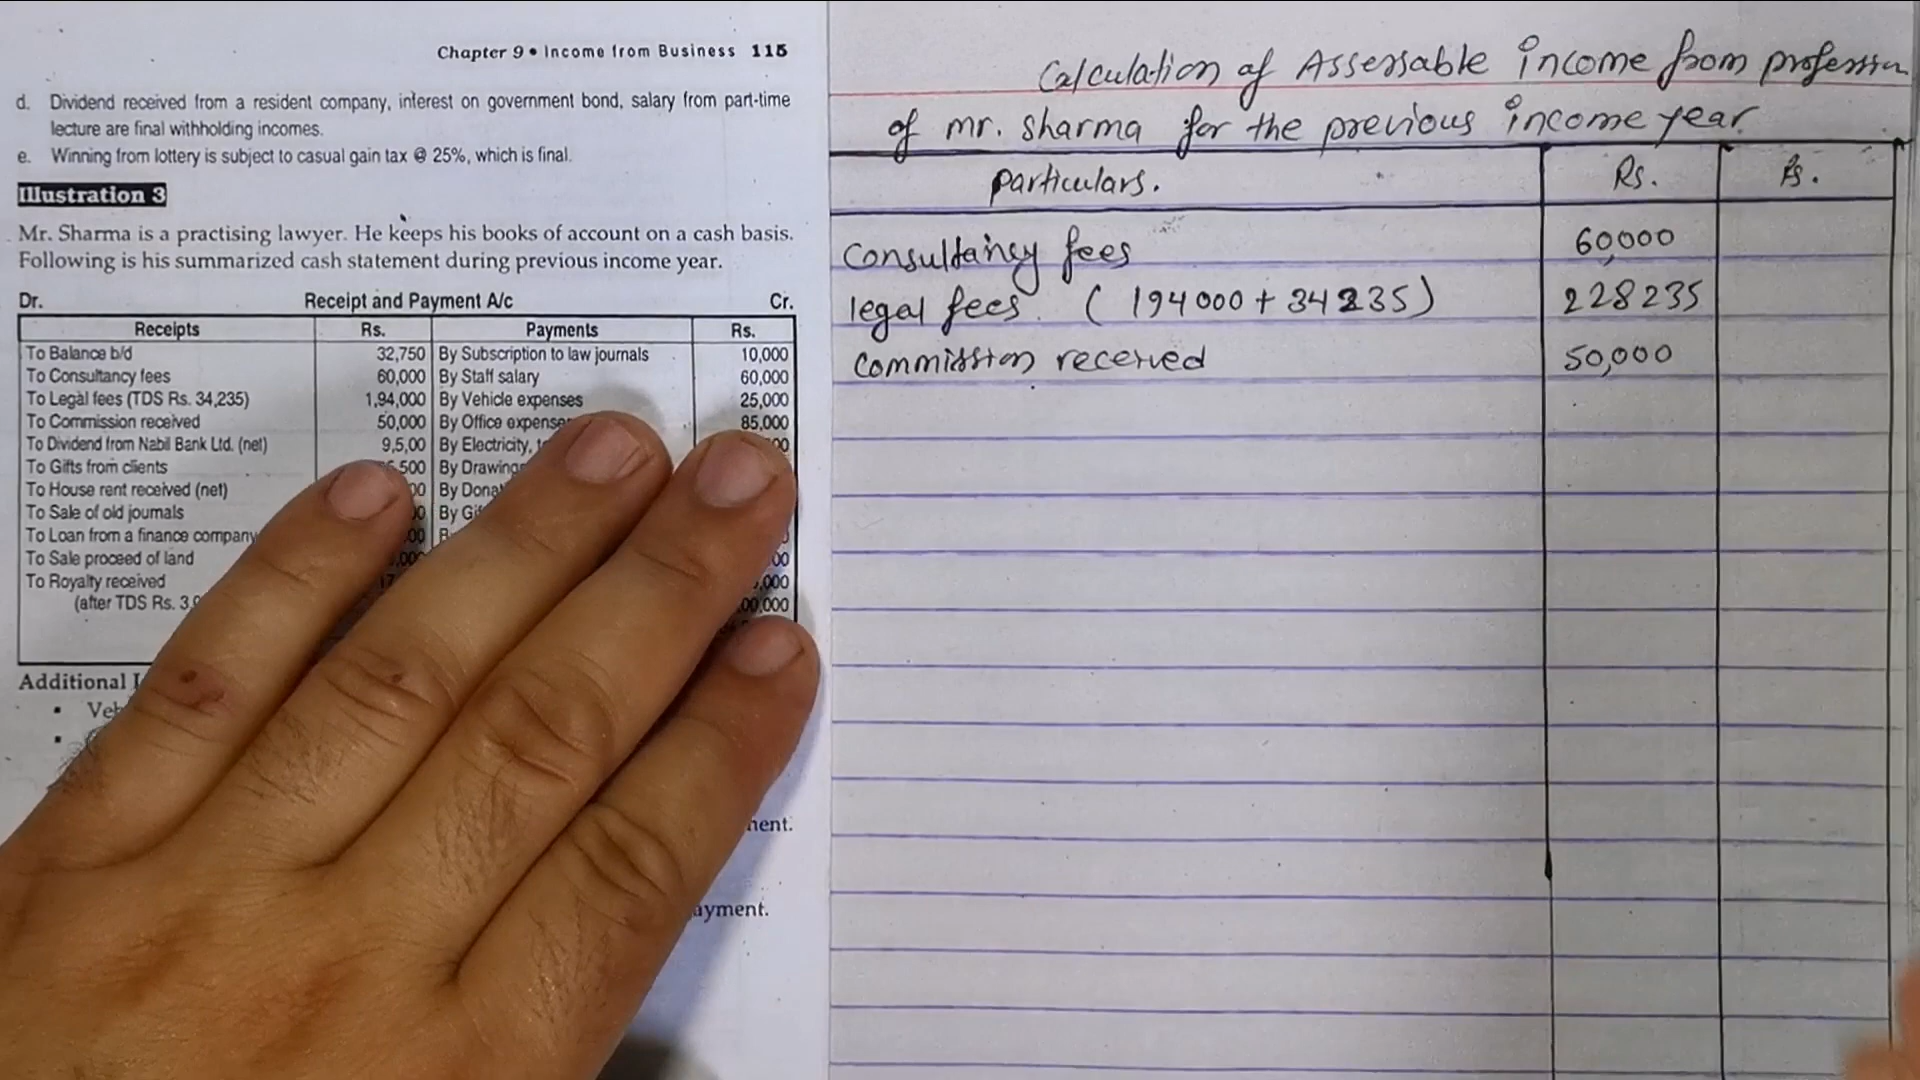 Chapter 9 • Income from Business 115
d. Dividend received from a resident company, interest on government bond, salary from part-time
lecture are final withholding incomes.
e. Winning from lottery is subject to casual gain tax @ 25%, which is final.
Illustration 3
Mr. Sharma is a practising lawyer. He keeps his books of account on a cash basis.
Following is his summarized cash statement during previous income year.
Dr. Receipt and Payment A/c Cr.
Receipts Rs. Payments Rs.
To Balance b/d 32,750 By Subscription to law journals 10,000
To Consultancy fees 60,000 By Staff salary 60,000
To Legal fees (TDS Rs. 34,235) 1,94,000 By Vehicle expenses 25,000
To Commission received 50,000 By Office expense 85,000
To Dividend from Nabil Bank Ltd. (net) 9,5,00 By Electricity,
To Gifts from clients 500 By Drawing
To House rent received (net) By
To Sale of old journals By
To Loan from a finance company
To Sale proceed of land
To Royalty received ,000
(after TDS Rs. 00,000
Additional
ayment.
Calculation of Assessable income from profession
of mr. sharma for the previous income year.
particulars. Rs. Rs.
Consultancy fees 60,000
legal fees. (194000 + 34235) 228235
Commission received 50,000